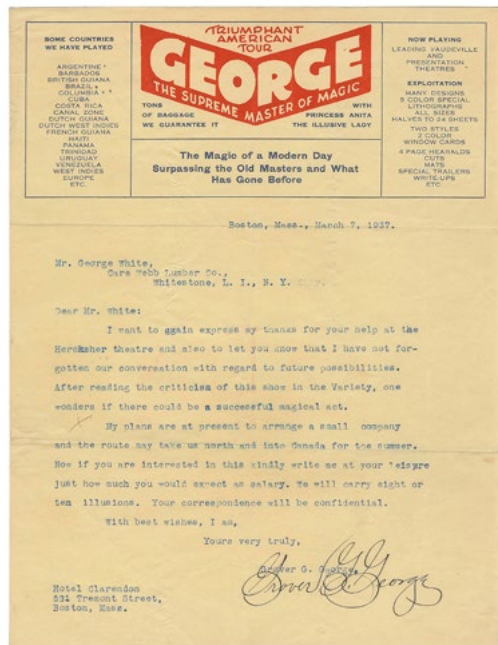 SOME COUNTRIES
WE HAVE PLAYED
ARGENTINE
BARBADOS
BRITISH GUIANA
BRAZIL
COLUMBIA
CUBA
COSTA RICA
CANAL ZONE
DUTCH GUIANA
DUTCH WEST INDIES
FRENCH GUIANA
HAITI
PANAMA
TRINIDAD
URUGUAY
VENEZUELA
WEST INDIES
EUROPE
ETC.
TRIUMPHANT
AMERICAN
TOUR
GEORGE
THE SUPREME MASTER OF MAGIC
TONS
OF BAGGAGE
WE GUARANTEE IT
WITH
PRINCESS ANITA
THE ILLUSIVE LADY
The Magic of a Modern Day
Surpassing the Old Masters and What
Has Gone Before
NOW PLAYING
LEADING VAUDEVILLE
AND
PRESENTATION
THEATRES
EXPLOITATION
MANY DESIGNS
5 COLOR SPECIAL
LITHOGRAPHS
ALL SIZES
HALVES TO 24 SHEETS
TWO STYLES
2 COLOR
WINDOW CARDS
4 PAGE HEARALDS
CUTS
MATS
SPECIAL TRAILERS
WRITE-UPS
ETC.
Boston, Mass., March 7, 1937.
Mr. George White,
Care Webb Lumber Co.,
Whitestone, L. I., N. Y.
Dear Mr. White:
I want to ggain express my thanks for your help at the
theatre and also to let you know that I have not for-
gotten our conversation with regard to future possibilities.
After reading the criticism of this show in the Variety, one
wonders if there could be a successful magical act.
My plans are at present to arrange a small company
and the route may take us north and into Canada for the summer.
Now if you are interested in this kindly write me at your leisure
just how much you would expect as salary. We will carry eight or
ten illusions. Your correspondence will be confidential.
With best wishes, I am,
Yours very truly,
Grover G. George,
Grover G. George
Hotel Clarendon
Tremont Street,
Boston, Mass.